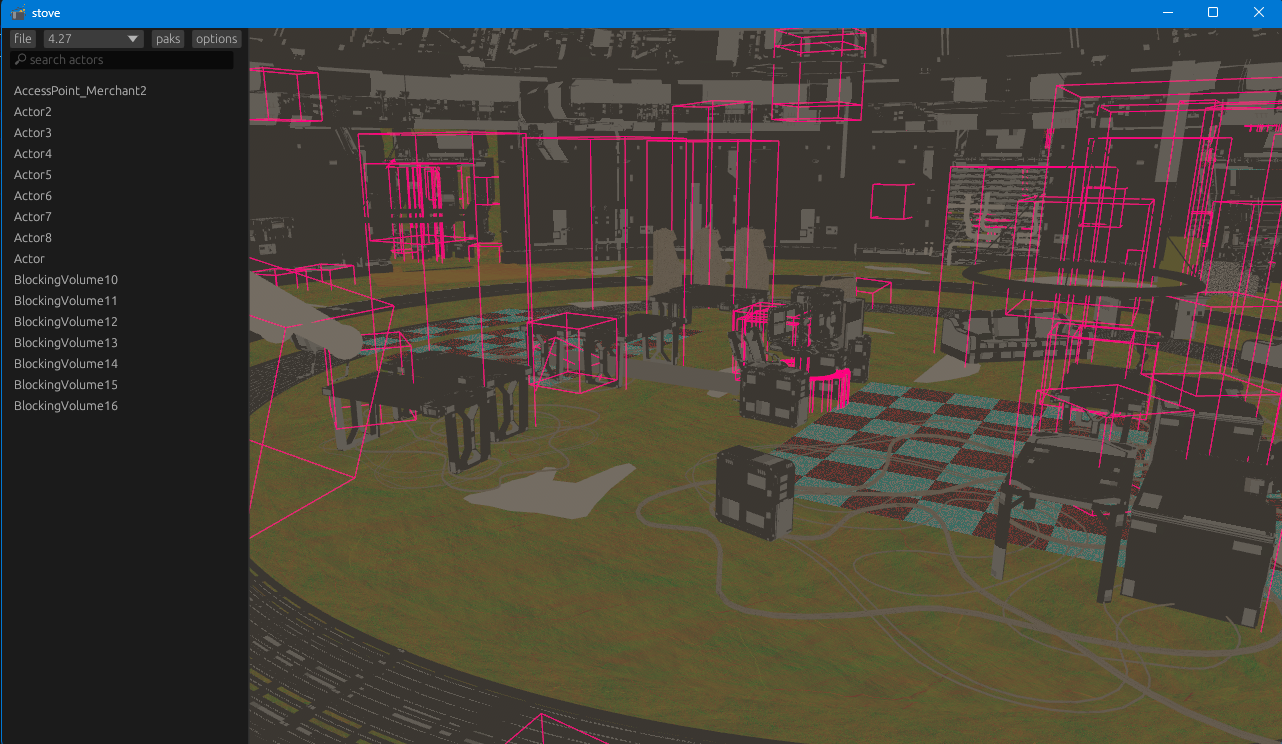 stove
file 4.27 paks options
search actors
AccessPoint_Merchant2
Actor2
Actor3
Actor4
Actor5
Actor6
Actor7
Actor8
Actor
BlockingVolume10
BlockingVolume11
BlockingVolume12
BlockingVolume13
BlockingVolume14
BlockingVolume15
BlockingVolume16